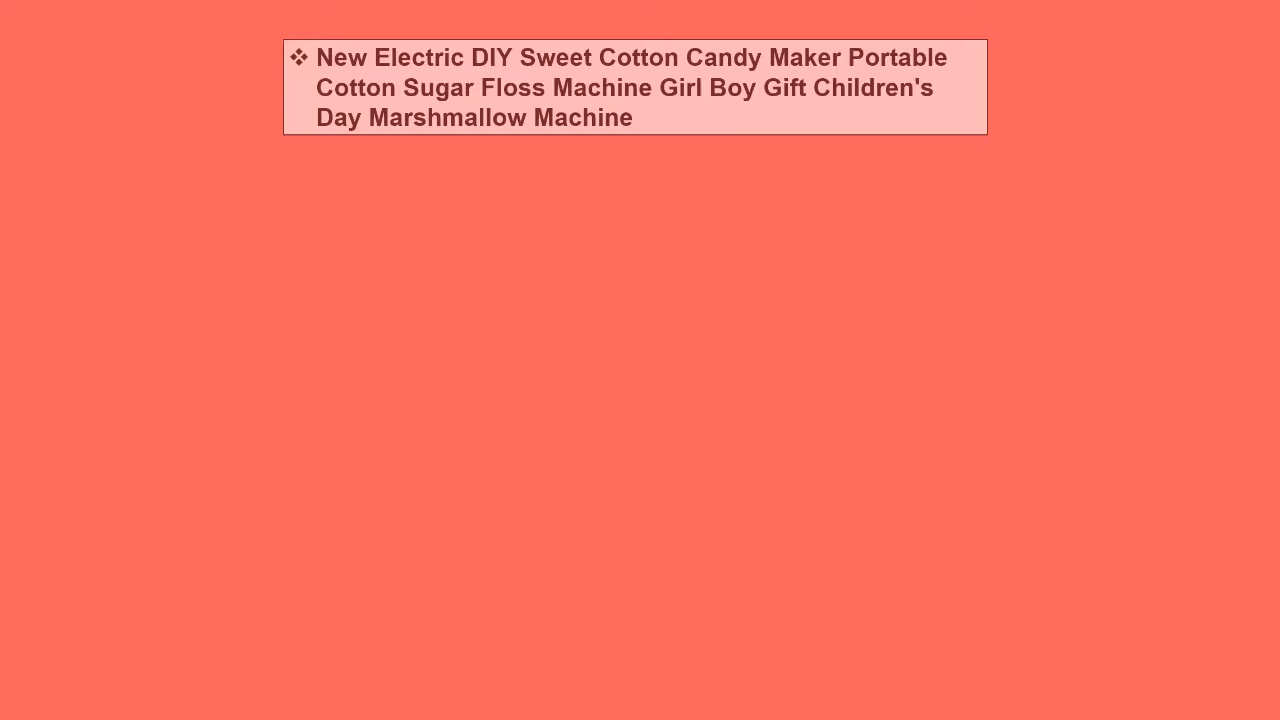 ❖ New Electric DIY Sweet Cotton Candy Maker Portable
Cotton Sugar Floss Machine Girl Boy Gift Children's
Day Marshmallow Machine